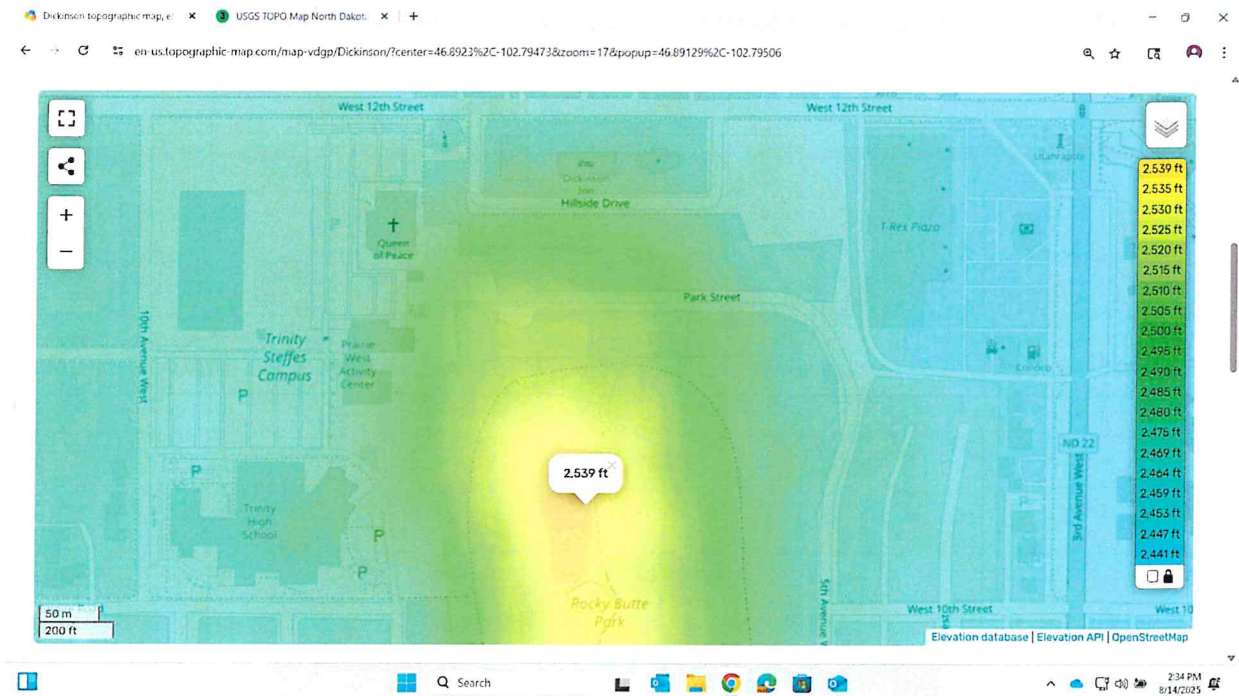 Dickinson topographic map, e
USGS TOPO Map North Dakot
en-us.topographic-map.com/map-vdgp/Dickinson/?center=46.8923%2C-102.79473&zoom=17&popup=46.89129%2C-102.79506
West 12th Street
West 12th Street
Utahraptor
Dickinson
Inn
Hillside Drive
P
Queen
of Peace
T-Rex Plaza
Park Street
10th Avenue West
Trinity
Steffes
Campus
Prairie
West
Activity
Center
P
Conoco
ND 22
2,539 ft
P
Trinity
High
School
P
P
P
3rd Avenue West
5th Avenue W
Rocky Butte
Park
West 10th Street
West 10
2,539 ft
2,535 ft
2,530 ft
2,525 ft
2,520 ft
2,515 ft
2,510 ft
2,505 ft
2,500 ft
2,495 ft
2,490 ft
2,485 ft
2,480 ft
2,475 ft
2,469 ft
2,464 ft
2,459 ft
2,453 ft
2,447 ft
2,441 ft
50 m
200 ft
Elevation database | Elevation API | OpenStreetMap
Search
2:34 PM
8/14/2025